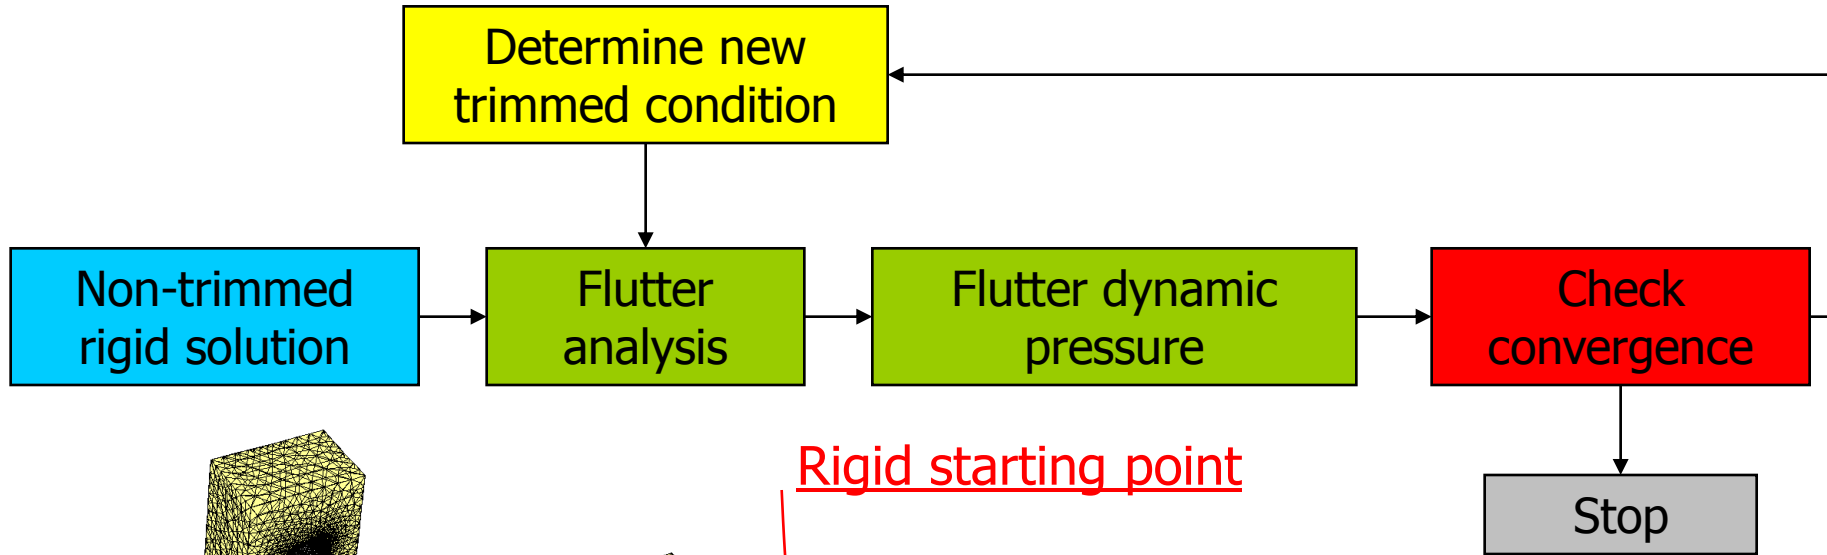 Determine new
trimmed condition
Non-trimmed
rigid solution
Flutter
analysis
Flutter dynamic
pressure
Check
convergence
Rigid starting point
Stop